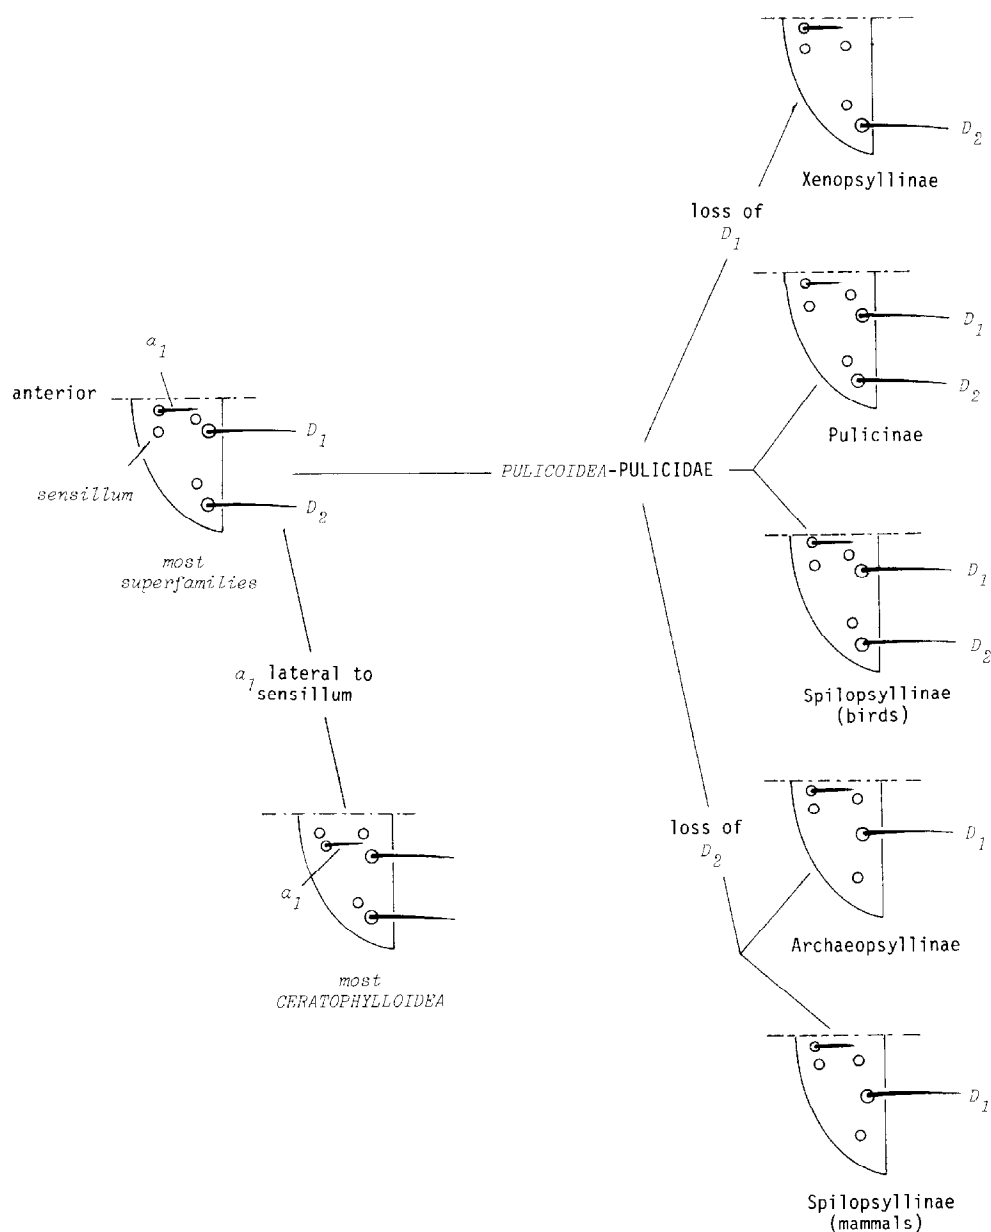 D2
Xenopsyllinae
loss of
D1
D1
D2
Pulicinae
a1
anterior
D1
sensillum
D2
most
superfamilies
PULICOIDEA-PULICIDAE
D1
D2
Spilopsyllinae
(birds)
a1 lateral to
sensillum
a1
most
CERATOPHYLLOIDEA
loss of
D2
D1
Archaeopsyllinae
D1
Spilopsyllinae
(mammals)